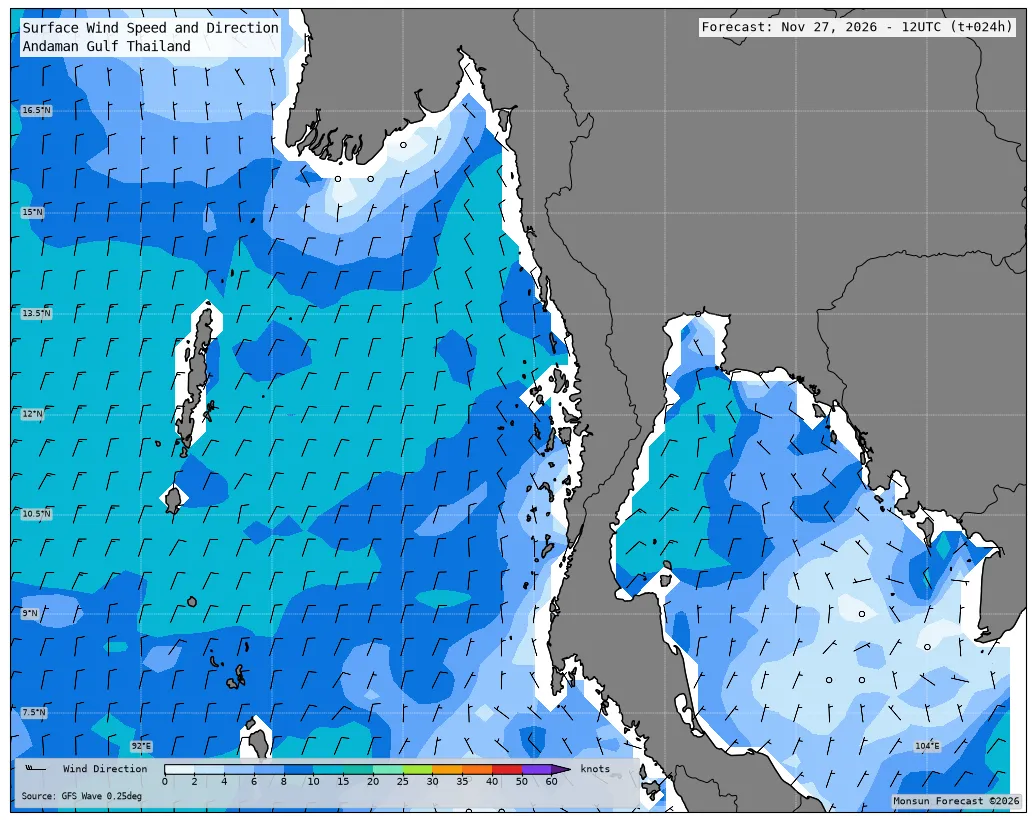 Surface Wind Speed and Direction
Andaman Gulf Thailand
Forecast: Nov 27, 2026 - 12UTC (t+024h)
16.5°N
15°N
13.5°N
12°N
10.5°N
9°N
7.5°N
92°E
104°E
Wind Direction
0 2 4 6 8 10 15 20 25 30 35 40 50 60
knots
Source: GFS Wave 0.25deg
Monsun Forecast ©2026